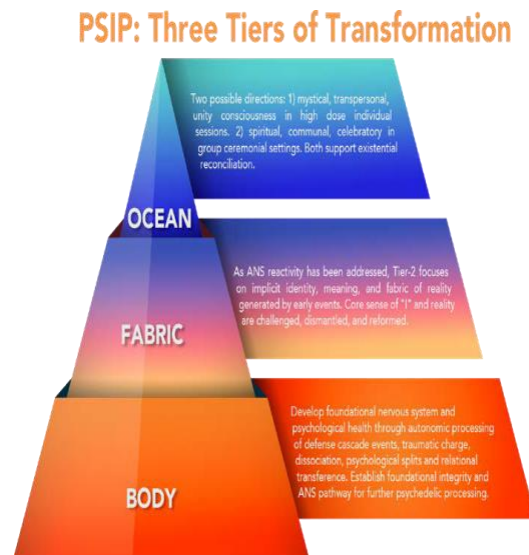 PSIP: Three Tiers of Transformation
Two possible directions: 1) mystical, transpersonal,
unity consciousness in high dose individual
sessions. 2) spiritual, communal, celebratory in
group ceremonial settings. Both support existential
reconciliation.
OCEAN
As ANS reactivity has been addressed, Tier-2 focuses
on implicit identity, meaning, and fabric of reality
generated by early events. Core sense of "I" and reality
are challenged, dismantled, and reformed.
FABRIC
Develop foundational nervous system and
psychological health through autonomic processing
of defense cascade events, traumatic charge,
dissociation, psychological splits and relational
transference. Establish foundational integrity and
ANS pathway for further psychedelic processing.
BODY